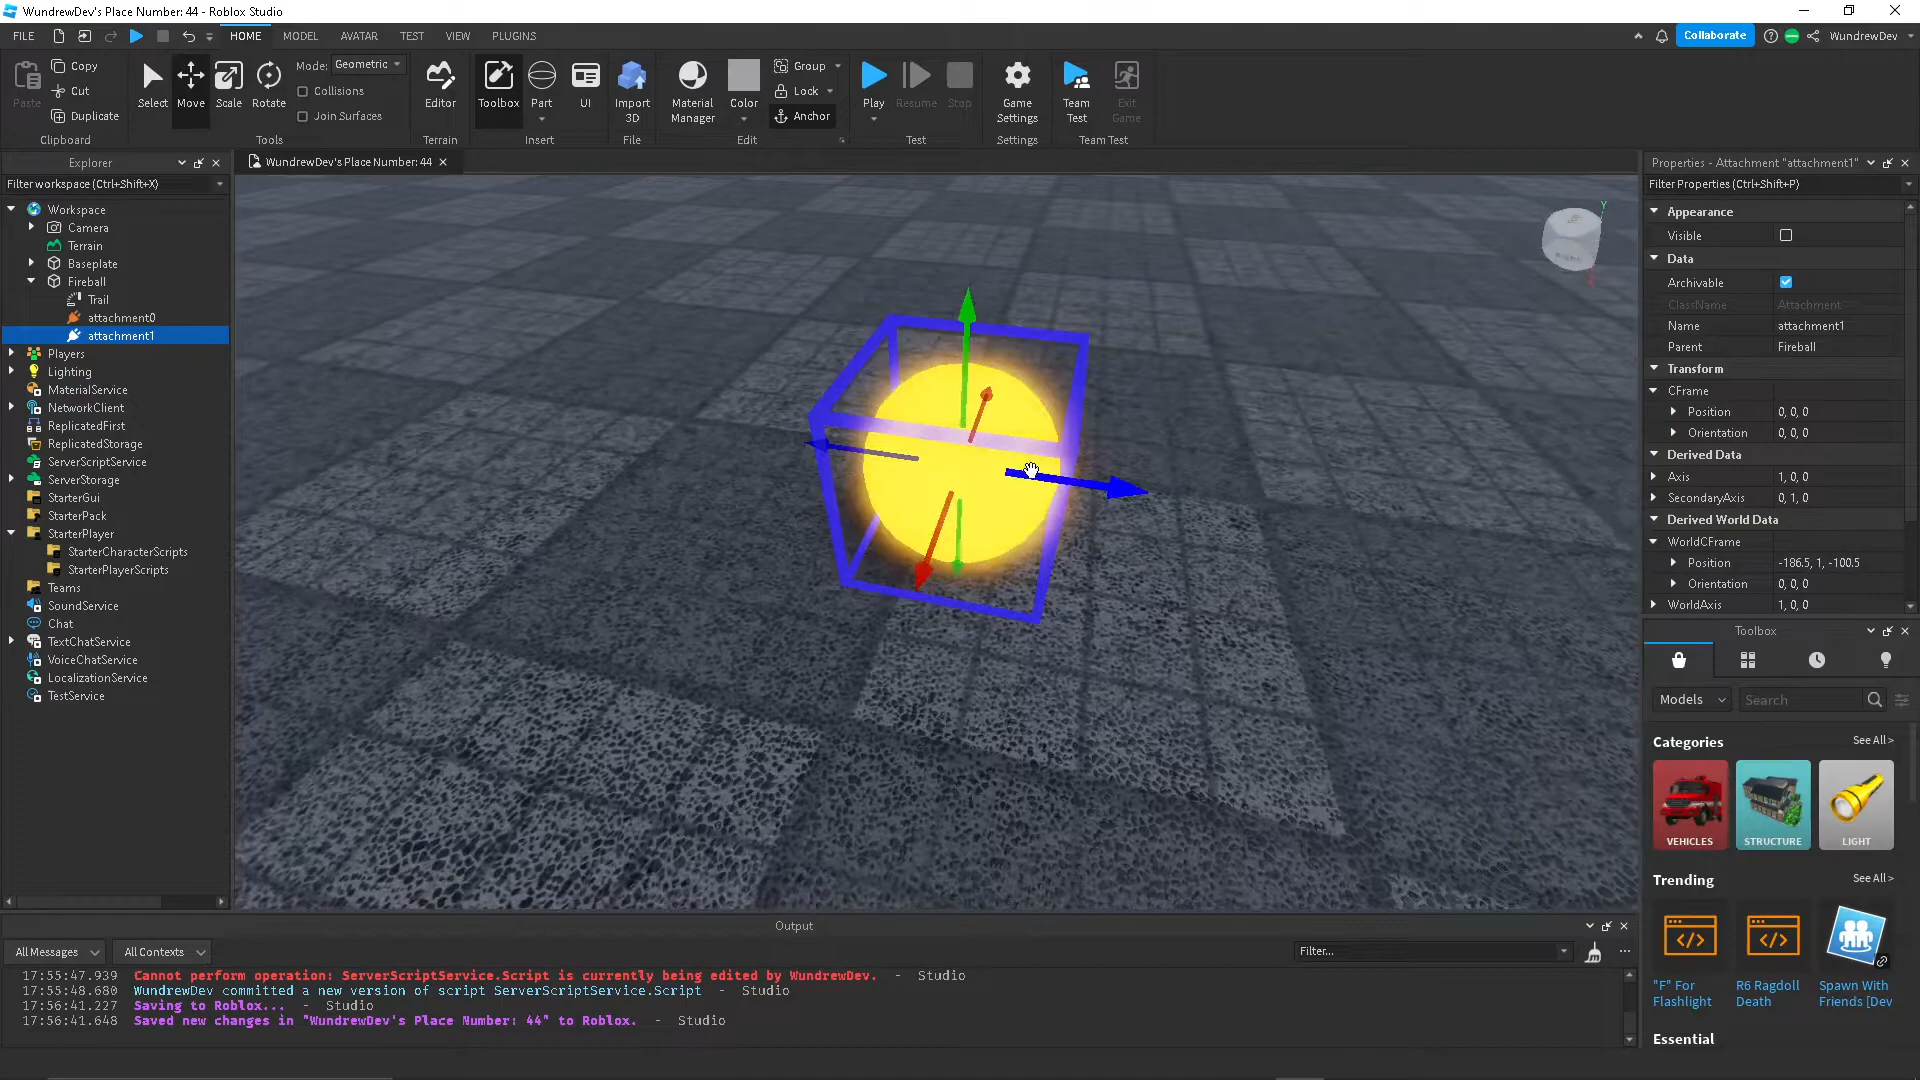 WundrewDev's Place Number: 44 - Roblox Studio
FILE HOME MODEL AVATAR TEST VIEW PLUGINS Collaborate WundrewDev
Paste Copy Cut Duplicate Clipboard
Select Move Scale Rotate Mode: Geometric Collisions Join Surfaces Tools
Editor Terrain
Toolbox Part UI Insert
Import 3D File
Material Manager Color Group Lock Anchor Edit
Play Resume Stop Test
Game Settings Settings
Team Test Exit Game Team Test
Explorer
Filter workspace (Ctrl+Shift+X)
Workspace
Camera
Terrain
Baseplate
Fireball
Trail
attachment0
attachment1
Players
Lighting
MaterialService
NetworkClient
ReplicatedFirst
ReplicatedStorage
ServerScriptService
ServerStorage
StarterGui
StarterPack
StarterPlayer
StarterCharacterScripts
StarterPlayerScripts
Teams
SoundService
Chat
TextChatService
VoiceChatService
LocalizationService
TestService
WundrewDev's Place Number: 44
Y
Properties - Attachment "attachment1"
Filter Properties (Ctrl+Shift+P)
Appearance
Visible
Data
Archivable
ClassName Attachment
Name attachment1
Parent Fireball
Transform
CFrame
Position 0, 0, 0
Orientation 0, 0, 0
Derived Data
Axis 1, 0, 0
SecondaryAxis 0, 1, 0
Derived World Data
WorldCFrame
Position -186.5, 1, -100.5
Orientation 0, 0, 0
WorldAxis 1, 0, 0
Toolbox
Models Search
Categories See All >
VEHICLES STRUCTURE LIGHT
Trending See All >
"F" For Flashlight
R6 Ragdoll Death
Spawn With Friends [Dev
Essential
Output
All Messages All Contexts Filter...
17:55:47.939 Cannot perform operation: ServerScriptService.Script is currently being edited by WundrewDev. - Studio
17:55:48.680 WundrewDev committed a new version of script ServerScriptService.Script - Studio
17:56:41.227 Saving to Roblox... - Studio
17:56:41.648 Saved new changes in "WundrewDev's Place Number: 44" to Roblox. - Studio